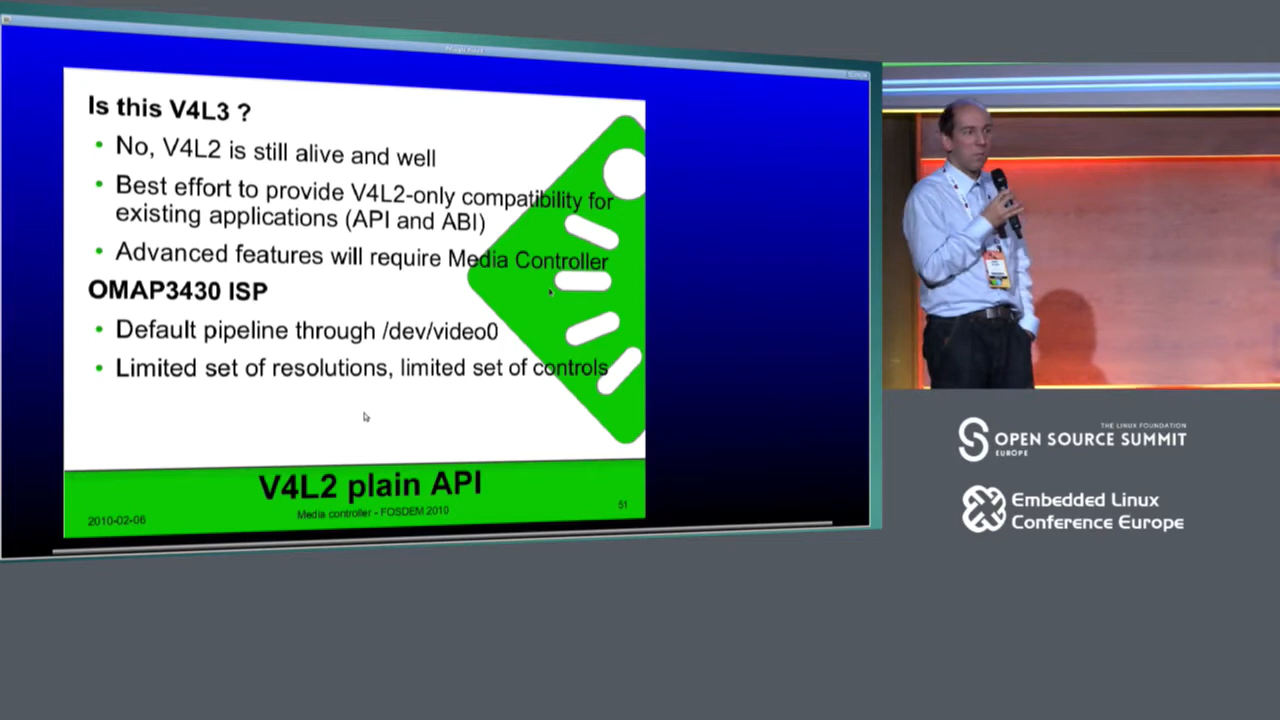 Is this V4L3 ?
• No, V4L2 is still alive and well
• Best effort to provide V4L2-only compatibility for
existing applications (API and ABI)
• Advanced features will require Media Controller
OMAP3430 ISP
• Default pipeline through /dev/video0
• Limited set of resolutions, limited set of controls
V4L2 plain API
2010-02-06
Media controller - FOSDEM 2010
51
THE LINUX FOUNDATION
OPEN SOURCE SUMMIT
EUROPE
Embedded Linux
Conference Europe